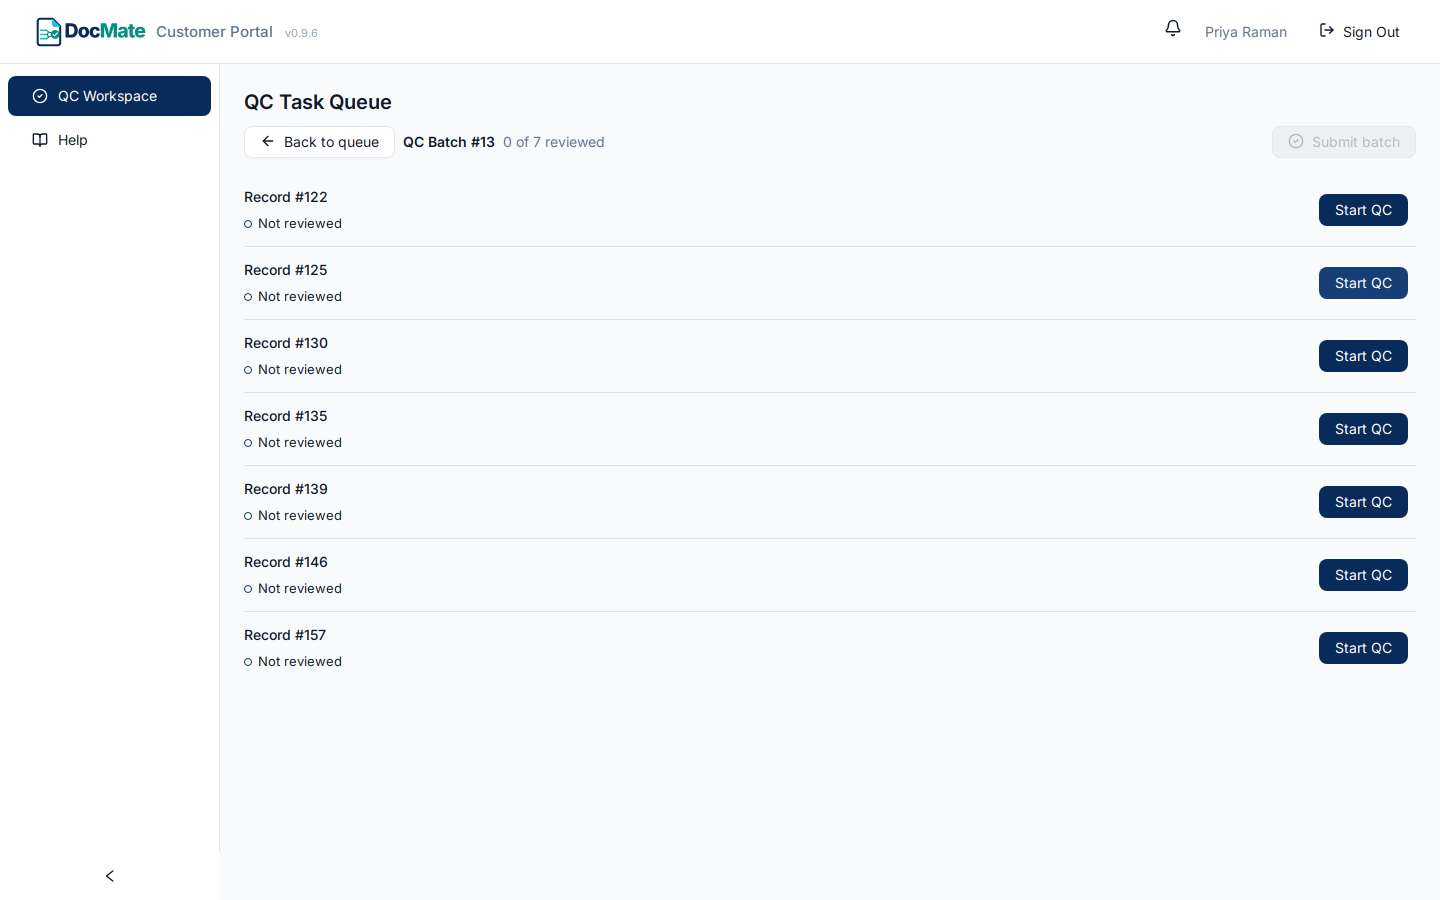 DocMate Customer Portal v0.9.6
Priya Raman
Sign Out
QC Workspace
Help
QC Task Queue
Back to queue
QC Batch #13 0 of 7 reviewed
Submit batch
Record #122
Not reviewed
Start QC
Record #125
Not reviewed
Start QC
Record #130
Not reviewed
Start QC
Record #135
Not reviewed
Start QC
Record #139
Not reviewed
Start QC
Record #146
Not reviewed
Start QC
Record #157
Not reviewed
Start QC